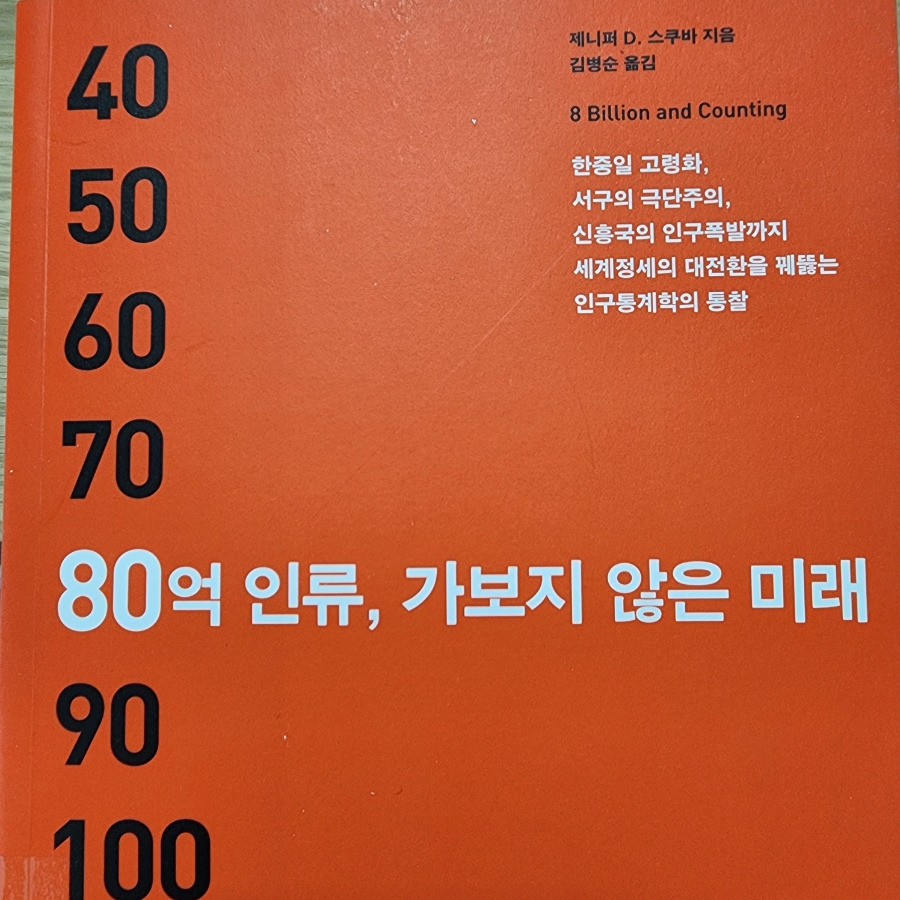 제니퍼 D. 스쿠바 지음
김병순 옮김
8 Billion and Counting
한중일 고령화,
서구의 극단주의,
신흥국의 인구폭발까지
세계정세의 대전환을 꿰뚫는
인구통계학의 통찰
40
50
60
70
80억 인류, 가보지 않은 미래
90
100